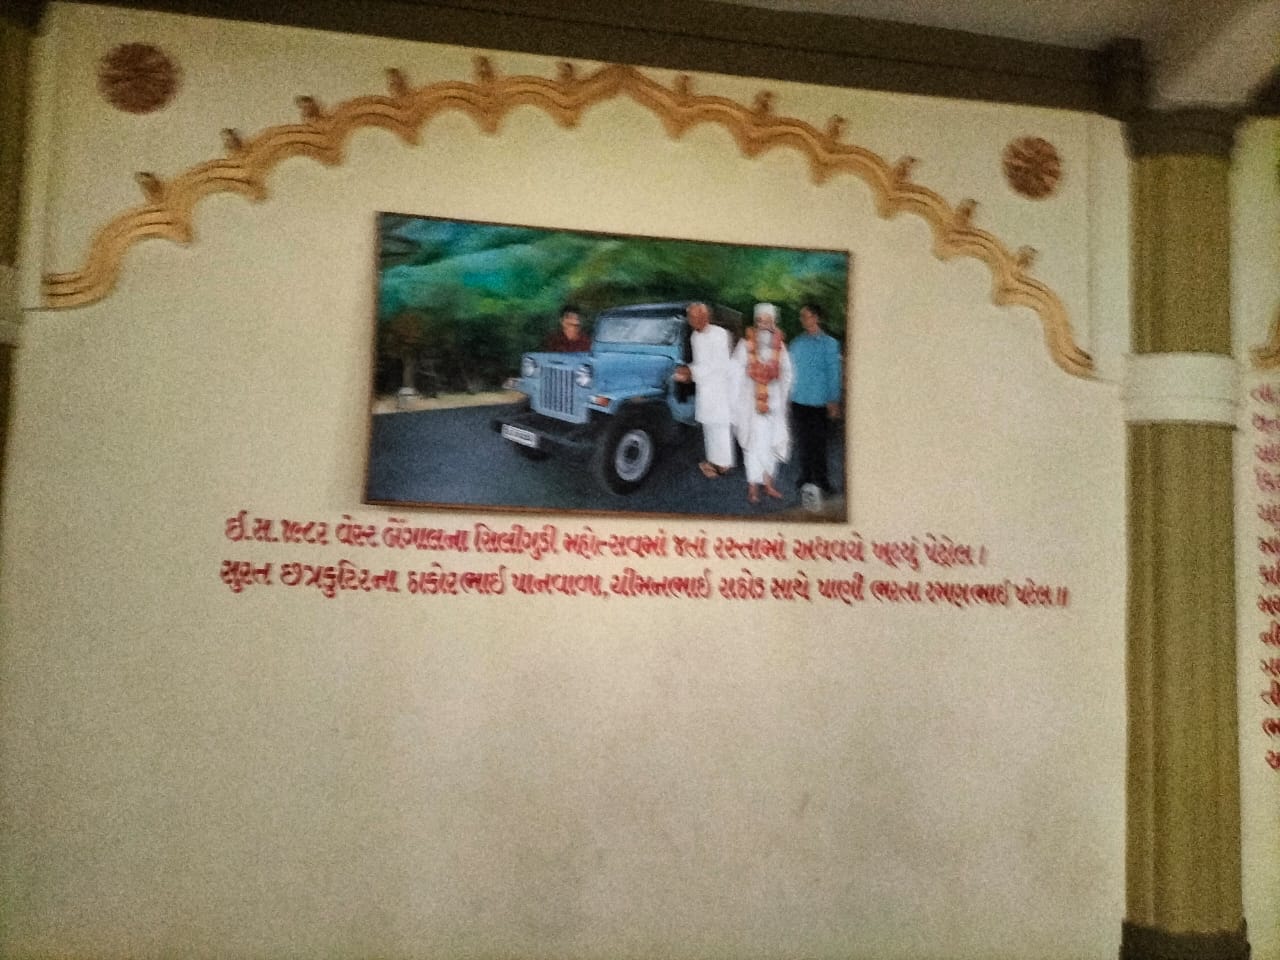 ઈ.સ. ૧૯૮૨ વેસ્ટ બેંગાલના સિલીગુડી મહોત્સવમાં જતાં રસ્તામાં અધવચ્ચે ખૂટ્યું પેટ્રોલ।
સુરત છત્રકુટિરના ઠાકોરભાઈ પાનવાળા, ચીમનભાઈ રાઠોડ સાથે પાણી ભરતા રમણભાઈ પટેલ॥